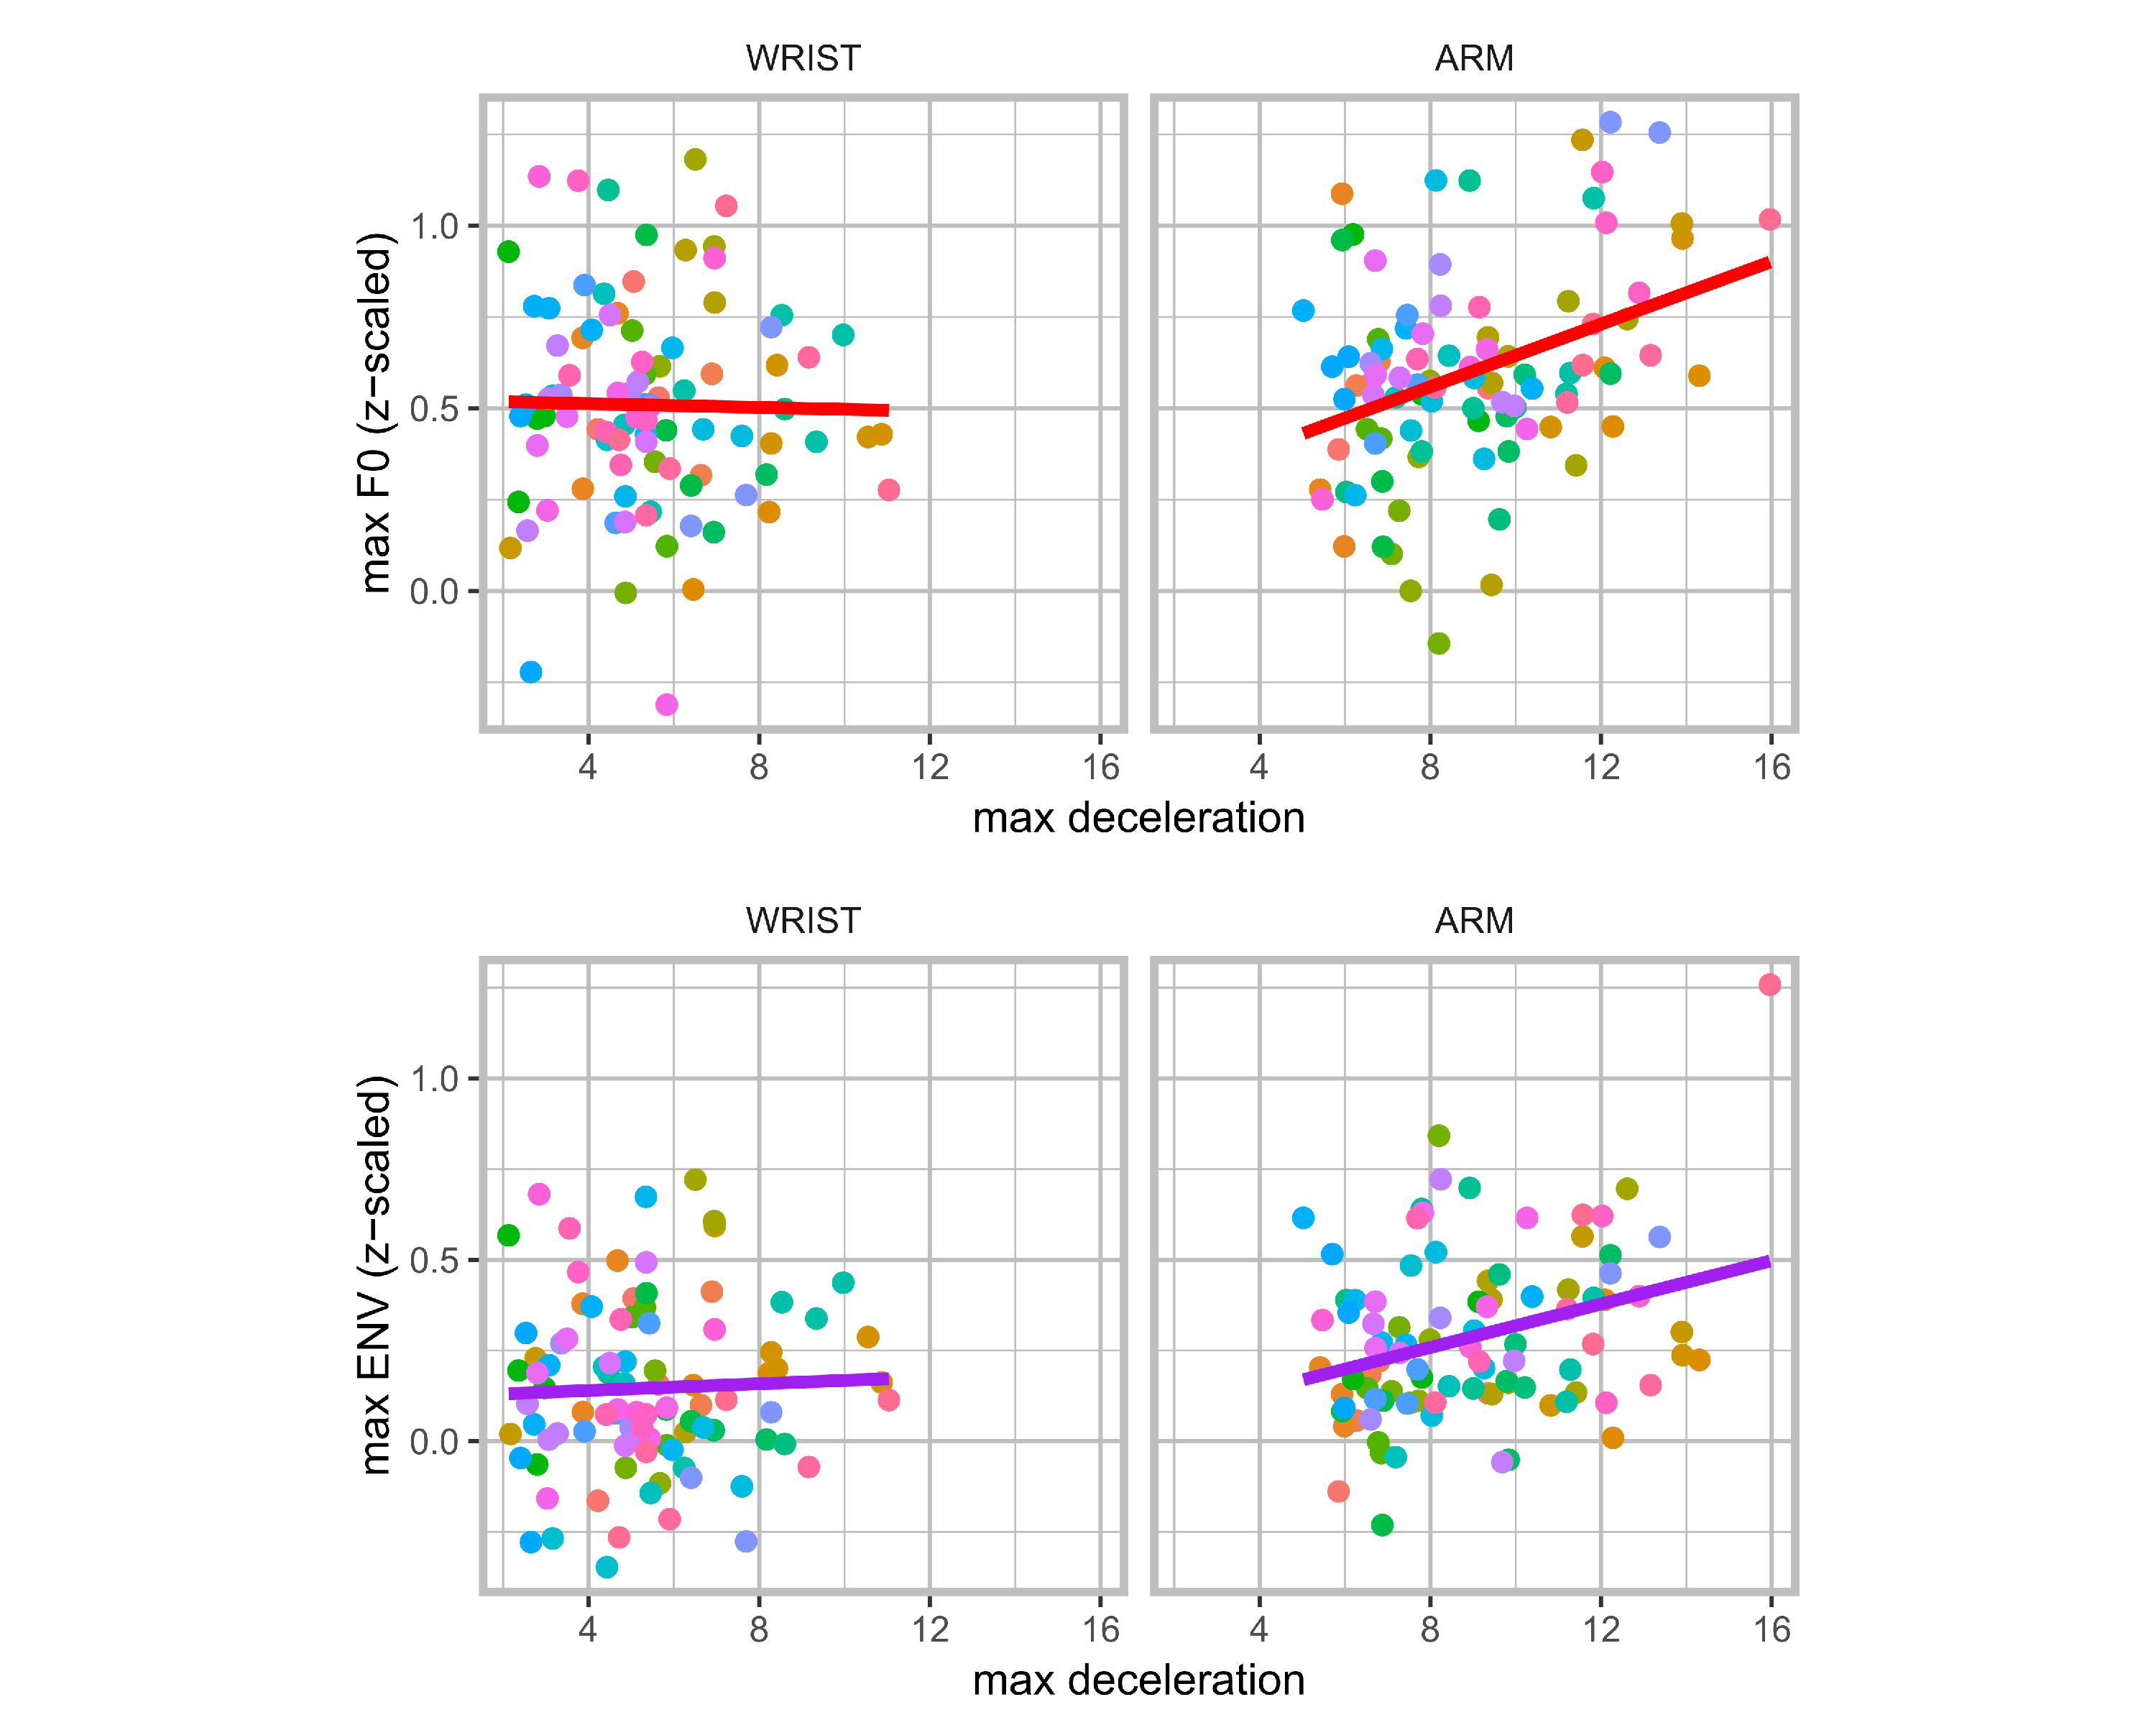 WRIST ARM
max F0 (z−scaled)
1.0
0.5
0.0
4 8 12 16 4 8 12 16
max deceleration
WRIST ARM
max ENV (z−scaled)
1.0
0.5
0.0
4 8 12 16 4 8 12 16
max deceleration